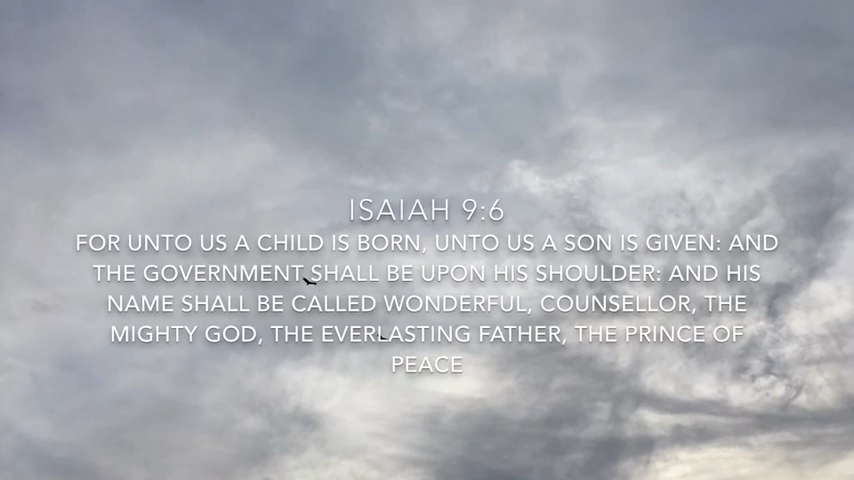 ISAIAH 9:6
FOR UNTO US A CHILD IS BORN, UNTO US A SON IS GIVEN: AND
THE GOVERNMENT SHALL BE UPON HIS SHOULDER: AND HIS
NAME SHALL BE CALLED WONDERFUL, COUNSELLOR, THE
MIGHTY GOD, THE EVERLASTING FATHER, THE PRINCE OF
PEACE